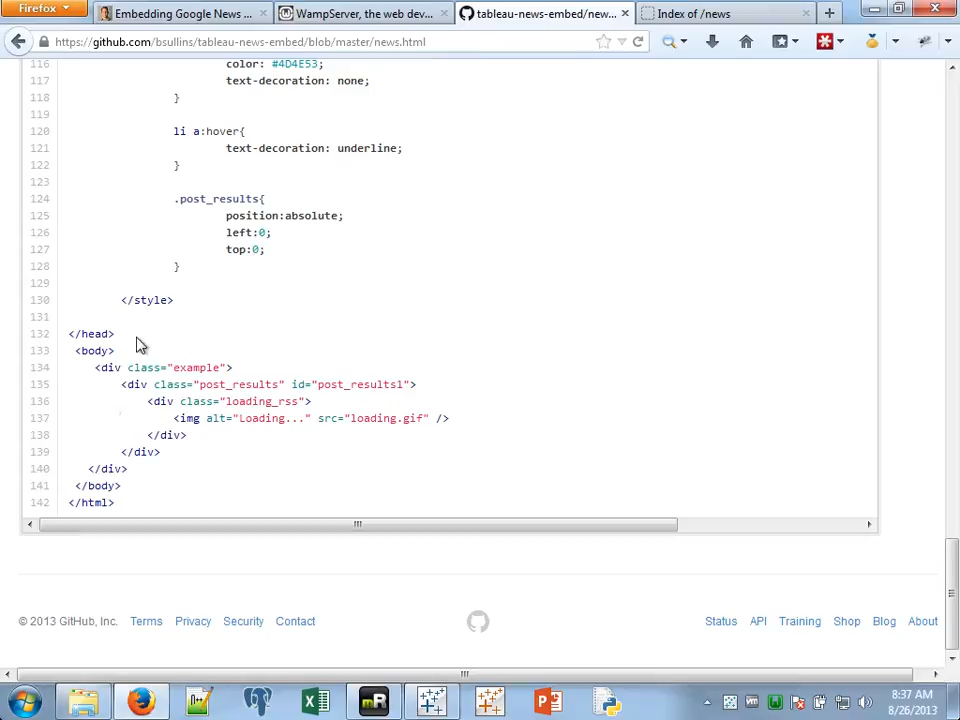 Firefox
Embedding Google News ...
WampServer, the web dev...
tableau-news-embed/new...
Index of /news
https://github.com/bsullins/tableau-news-embed/blob/master/news.html
116 color: #4D4E53;
117 text-decoration: none;
118 }
119
120 li a:hover{
121 text-decoration: underline;
122 }
123
124 .post_results{
125 position:absolute;
126 left:0;
127 top:0;
128 }
129
130 </style>
131
132 </head>
133 <body>
134 <div class="example">
135 <div class="post_results" id="post_results1">
136 <div class="loading_rss">
137 <img alt="Loading..." src="loading.gif" />
138 </div>
139 </div>
140 </div>
141 </body>
142 </html>
© 2013 GitHub, Inc. Terms Privacy Security Contact
Status API Training Shop Blog About
8:37 AM
8/26/2013